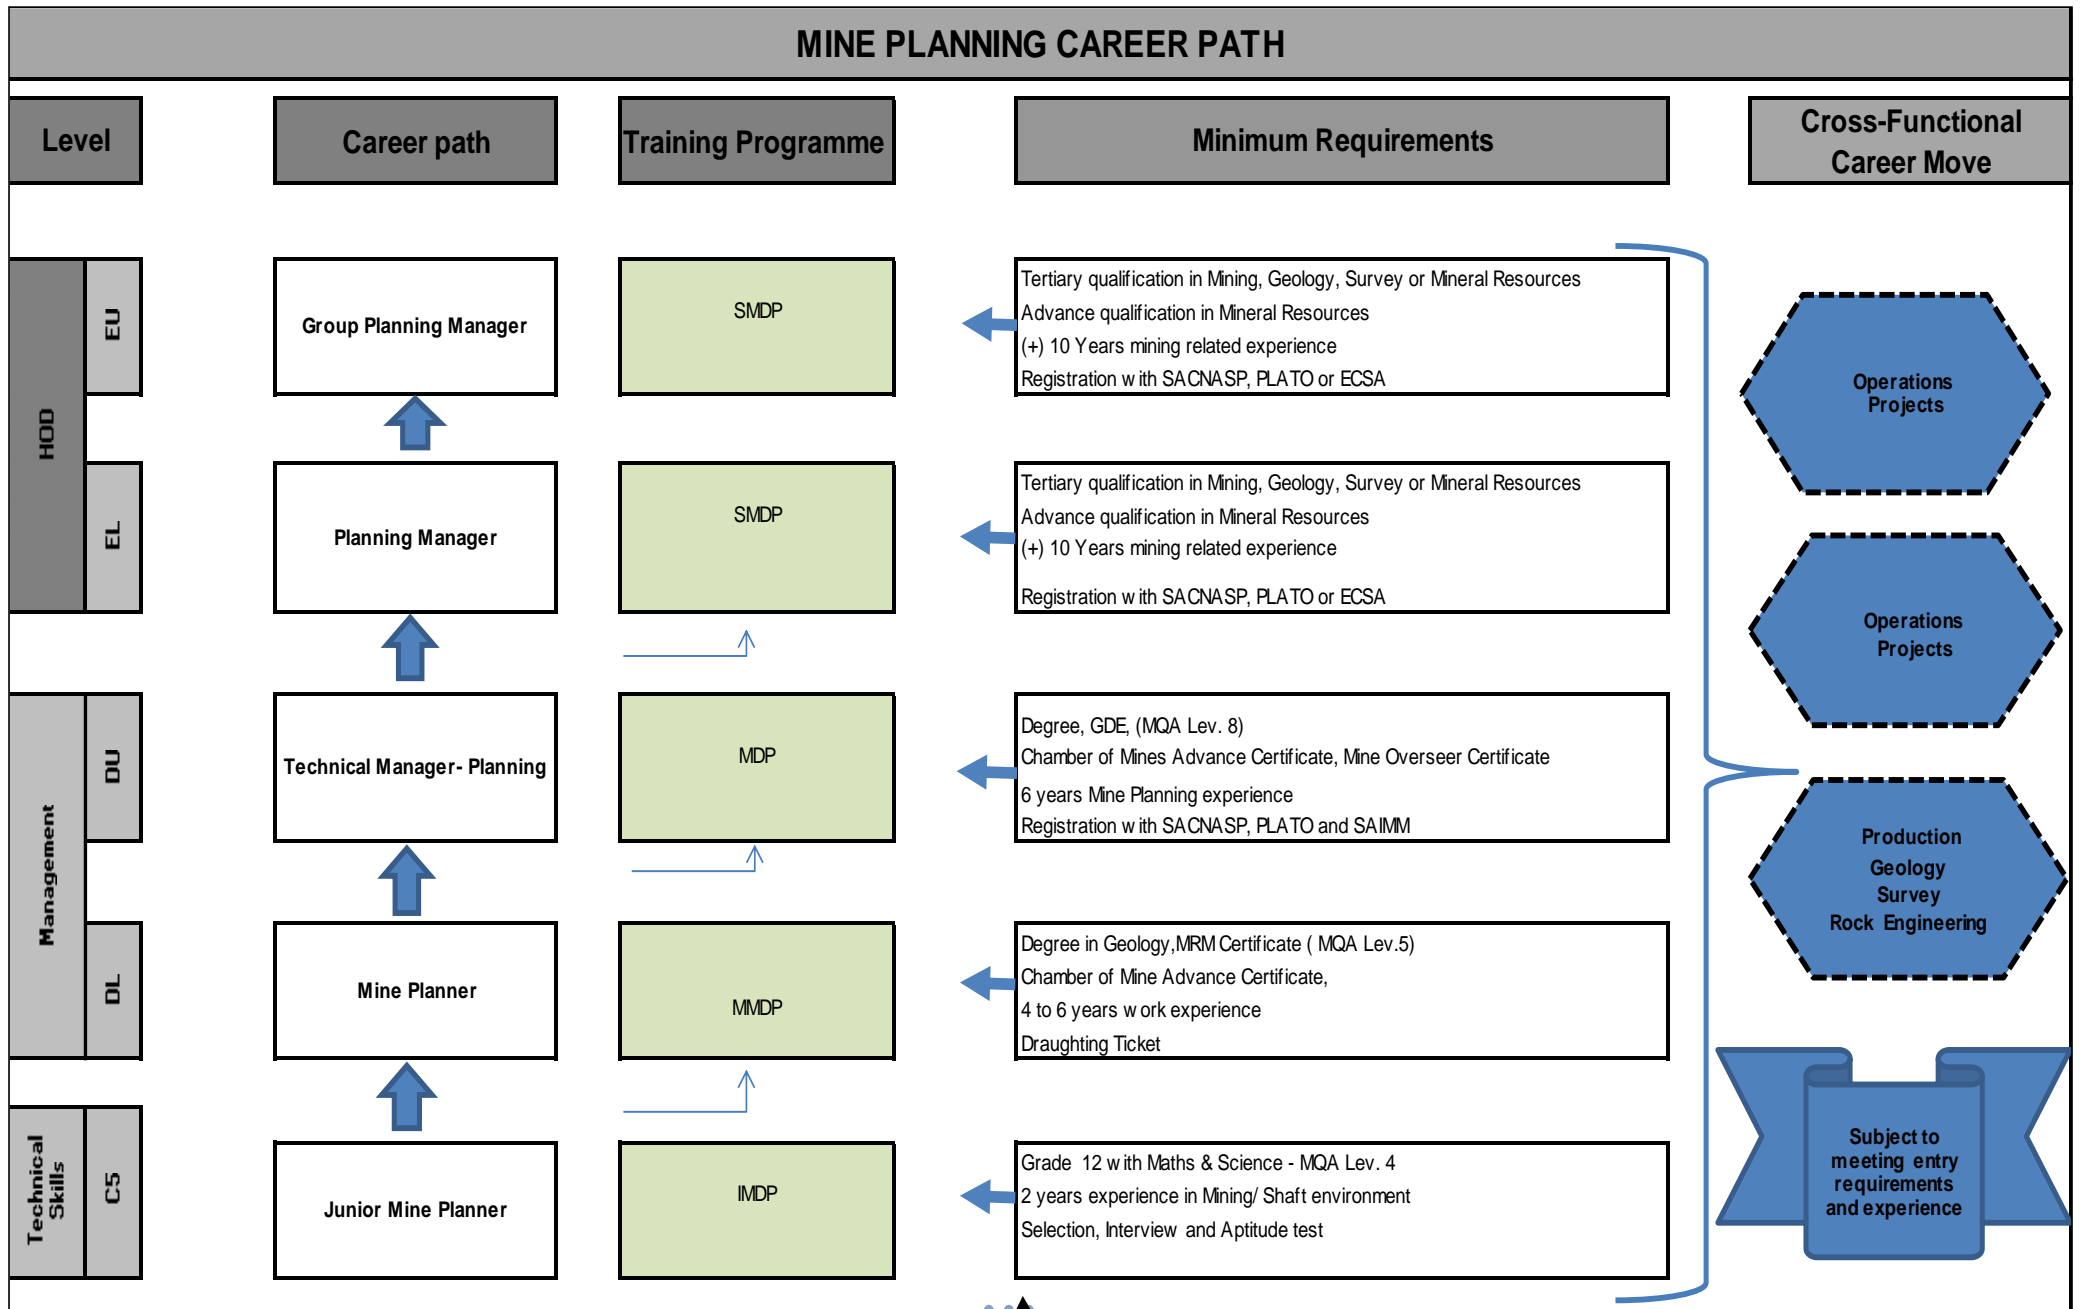 MINE PLANNING CAREER PATH
Level
Career path
Training Programme
Minimum Requirements
Cross-Functional
Career Move
HOD
EU
Group Planning Manager
SMDP
Tertiary qualification in Mining, Geology, Survey or Mineral Resources
Advance qualification in Mineral Resources
(+) 10 Years mining related experience
Registration with SACNASP, PLATO or ECSA
Operations
Projects
EL
Planning Manager
SMDP
Tertiary qualification in Mining, Geology, Survey or Mineral Resources
Advance qualification in Mineral Resources
(+) 10 Years mining related experience
Registration with SACNASP, PLATO or ECSA
Operations
Projects
Management
DU
Technical Manager- Planning
MDP
Degree, GDE, (MQA Lev. 8)
Chamber of Mines Advance Certificate, Mine Overseer Certificate
6 years Mine Planning experience
Registration with SACNASP, PLATO and SAIMM
Production
Geology
Survey
Rock Engineering
DL
Mine Planner
MMDP
Degree in Geology,MRM Certificate ( MQA Lev.5)
Chamber of Mine Advance Certificate,
4 to 6 years work experience
Draughting Ticket
Technical
Skills
C5
Junior Mine Planner
IMDP
Grade 12 with Maths & Science - MQA Lev. 4
2 years experience in Mining/ Shaft environment
Selection, Interview and Aptitude test
Subject to
meeting entry
requirements
and experience